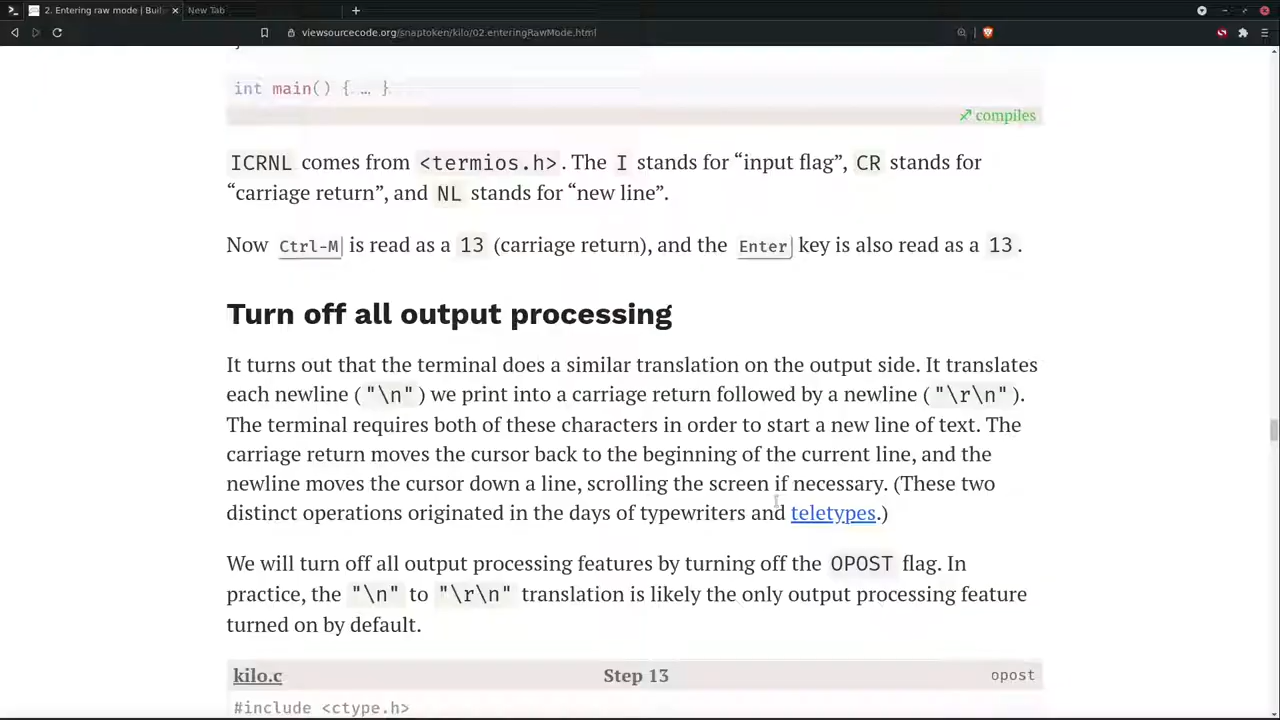 2. Entering raw mode | Buil
New Tab
viewsourcecode.org/snaptoken/kilo/02.enteringRawMode.html
int main() { … }
compiles
ICRNL comes from <termios.h>. The I stands for “input flag”, CR stands for
“carriage return”, and NL stands for “new line”.
Now Ctrl-M is read as a 13 (carriage return), and the Enter key is also read as a 13.
Turn off all output processing
It turns out that the terminal does a similar translation on the output side. It translates
each newline ("\n") we print into a carriage return followed by a newline ("\r\n").
The terminal requires both of these characters in order to start a new line of text. The
carriage return moves the cursor back to the beginning of the current line, and the
newline moves the cursor down a line, scrolling the screen if necessary. (These two
distinct operations originated in the days of typewriters and teletypes.)
We will turn off all output processing features by turning off the OPOST flag. In
practice, the "\n" to "\r\n" translation is likely the only output processing feature
turned on by default.
kilo.c Step 13 opost
#include <ctype.h>